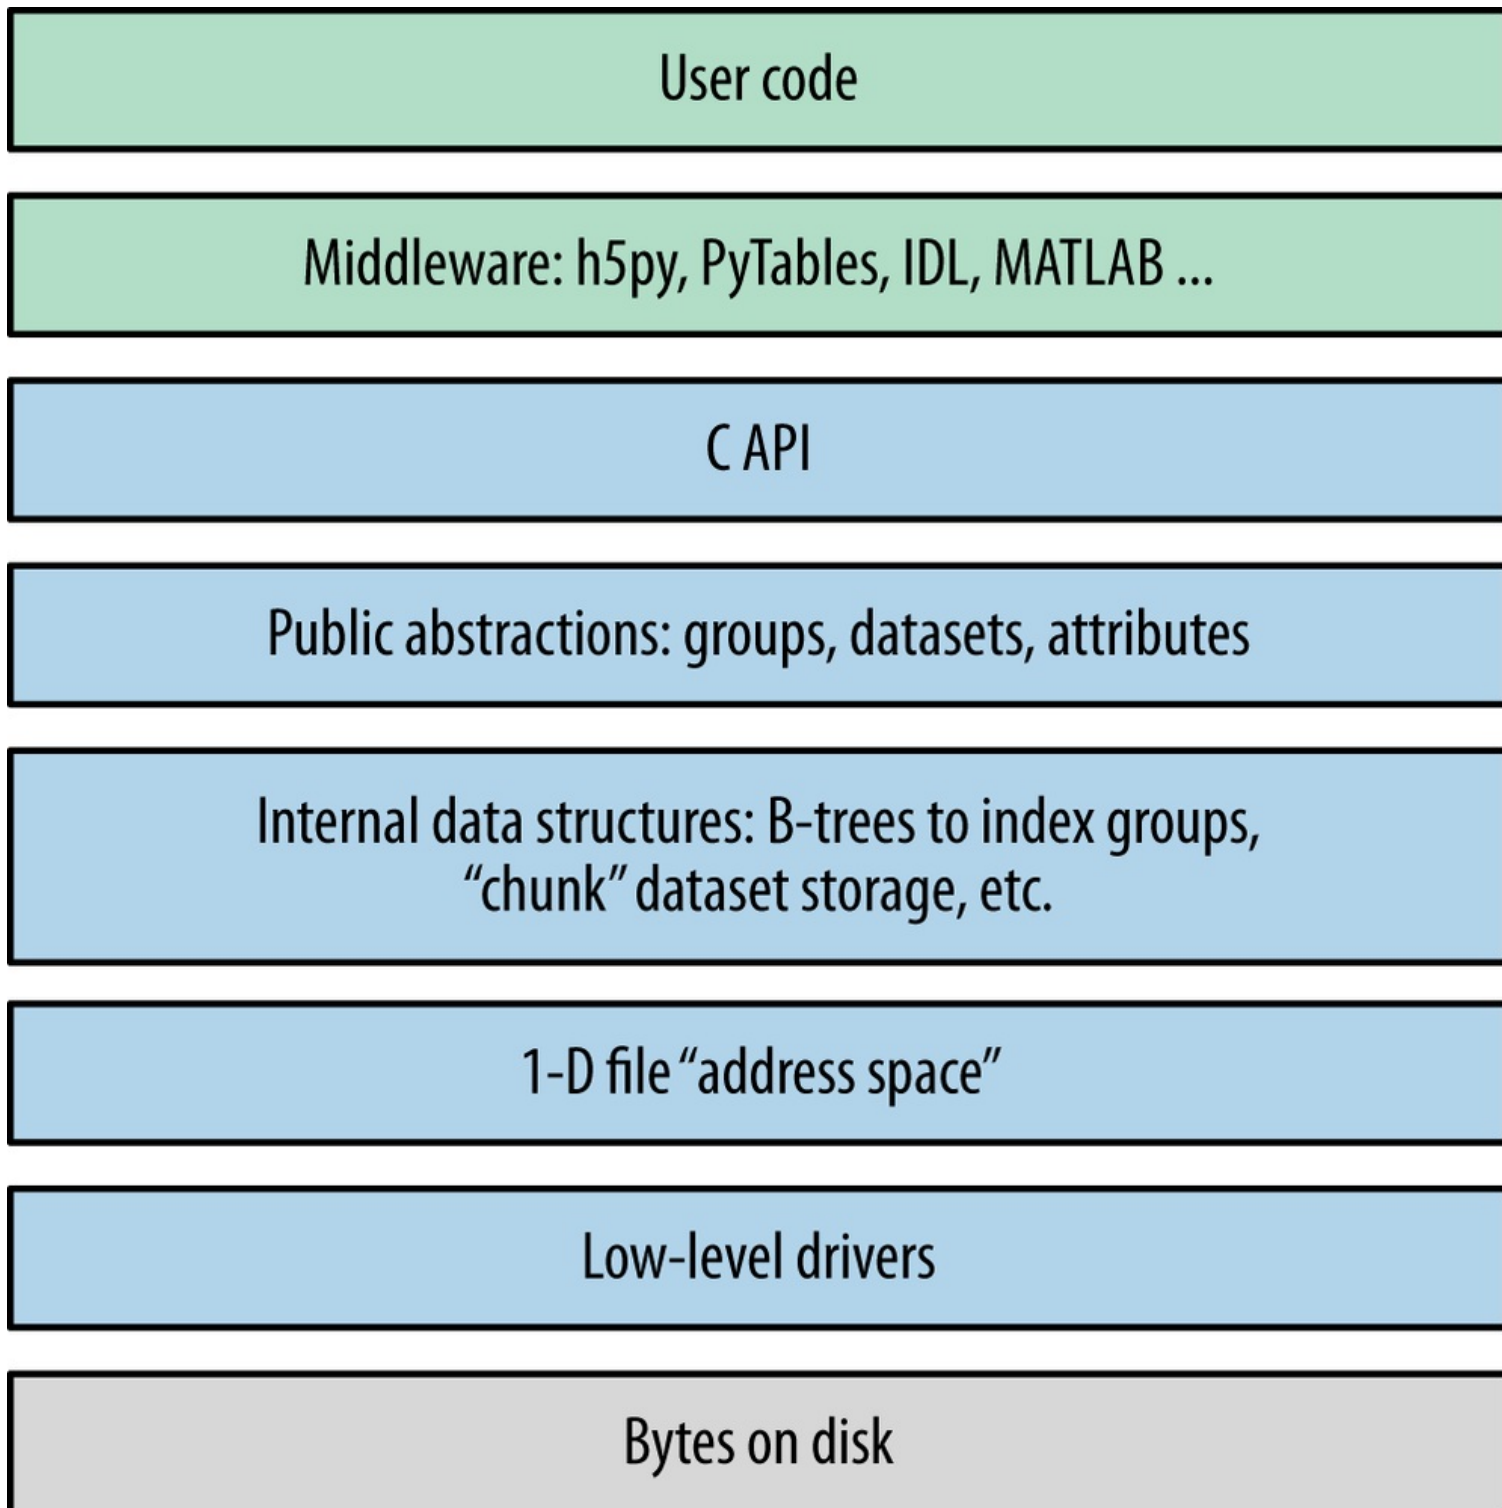 User code
Middleware: h5py, PyTables, IDL, MATLAB ...
C API
Public abstractions: groups, datasets, attributes
Internal data structures: B-trees to index groups,
“chunk” dataset storage, etc.
1-D file “address space”
Low-level drivers
Bytes on disk